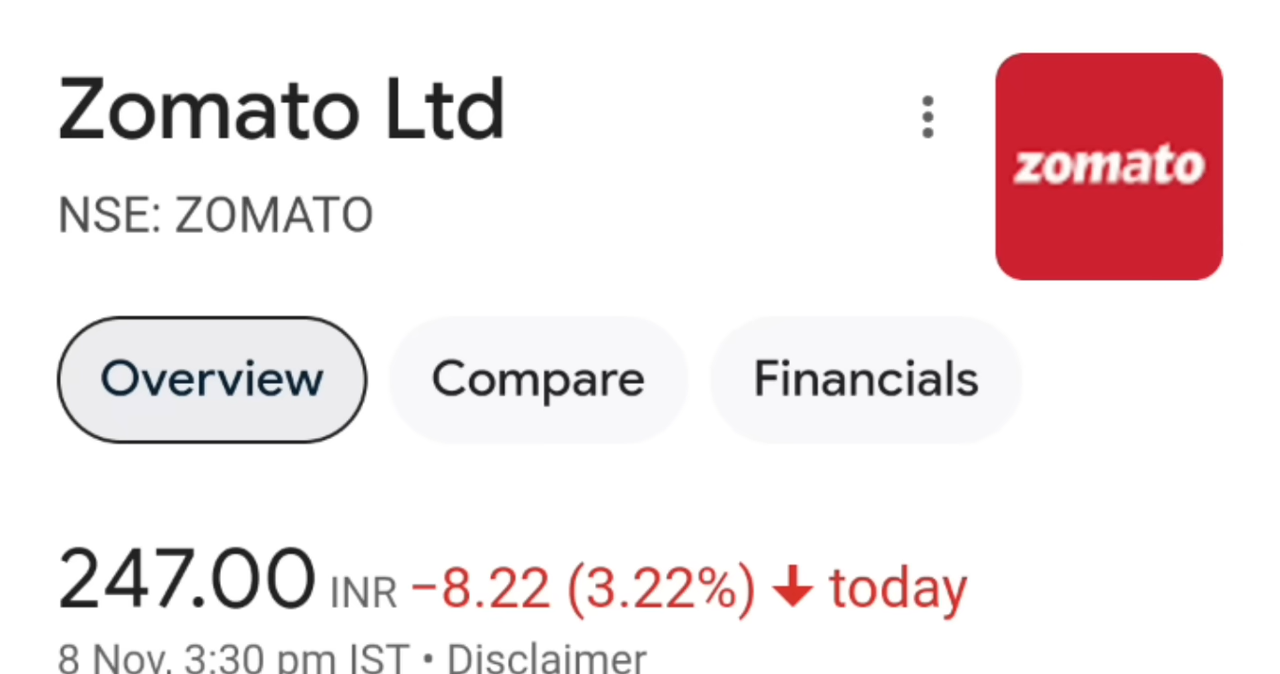 Zomato Ltd
zomato
NSE: ZOMATO
Overview Compare Financials
247.00 INR −8.22 (3.22%) ↓ today
8 Nov, 3:30 pm IST • Disclaimer